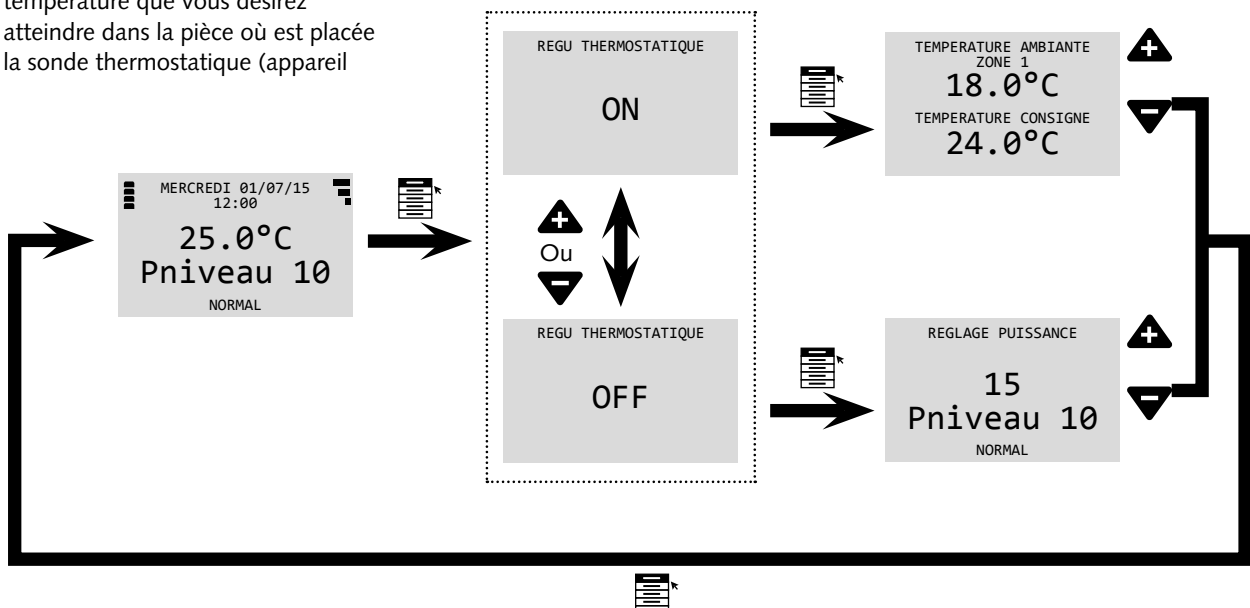 température que vous désirez
atteindre dans la pièce où est placée
la sonde thermostatique (appareil
MERCREDI 01/07/15
12:00
25.0°C
Pniveau 10
NORMAL
REGU THERMOSTATIQUE
ON
Ou
REGU THERMOSTATIQUE
OFF
TEMPERATURE AMBIANTE
ZONE 1
18.0°C
TEMPERATURE CONSIGNE
24.0°C
REGLAGE PUISSANCE
15
Pniveau 10
NORMAL